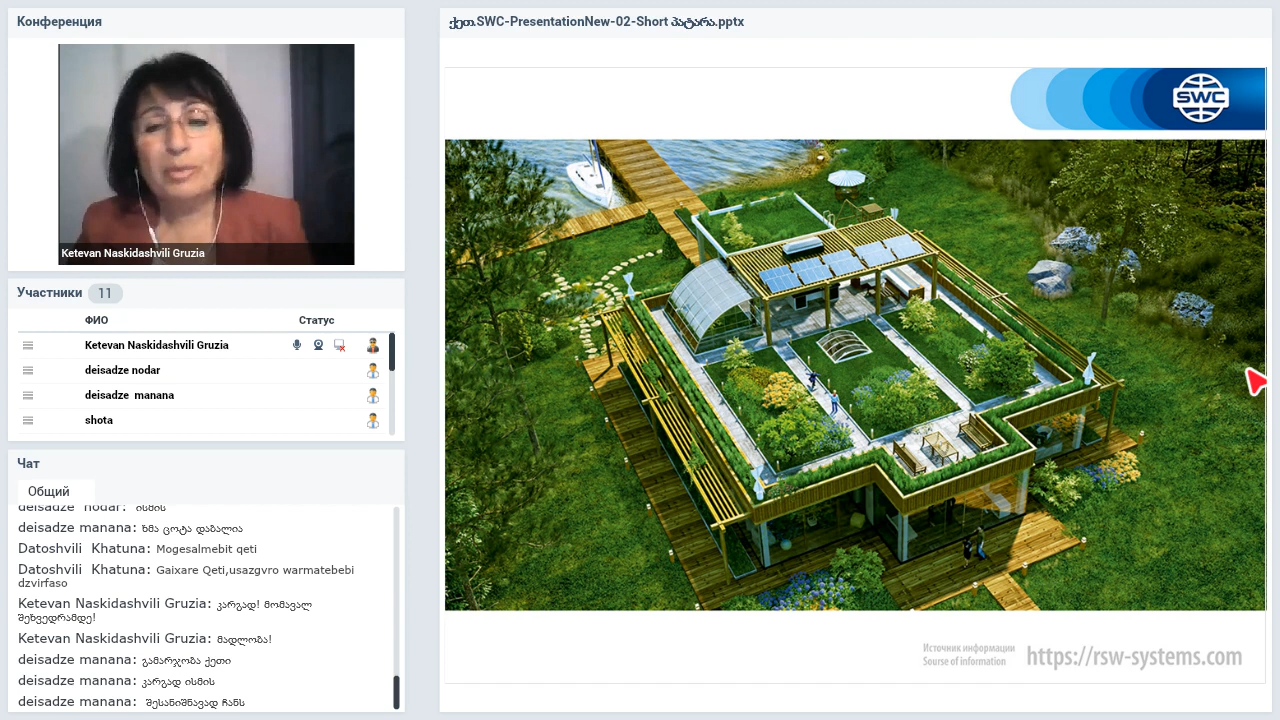 Конференция
Ketevan Naskidashvili Gruzia
Участники 11
ФИО Статус
Ketevan Naskidashvili Gruzia
deisadze nodar
deisadze manana
shota
Чат
Общий
deisadze nodar: ისმის
deisadze manana: ხმა ცოტა დაბალია
Datoshvili Khatuna: Mogesalmebit qeti
Datoshvili Khatuna: Gaixare Qeti,usazgvro warmatebebi
dzvirfaso
Ketevan Naskidashvili Gruzia: კარგად! მომავალ
შეხვედრამდე!
Ketevan Naskidashvili Gruzia: მადლობა!
deisadze manana: გამარჯობა ქეთი
deisadze manana: კარგად ისმის
deisadze manana: შესანიშნავად ჩანს
ქეთ.SWC-PresentationNew-02-Short პატარა.pptx
SWC
Источник информации
Sourse of information
https://rsw-systems.com